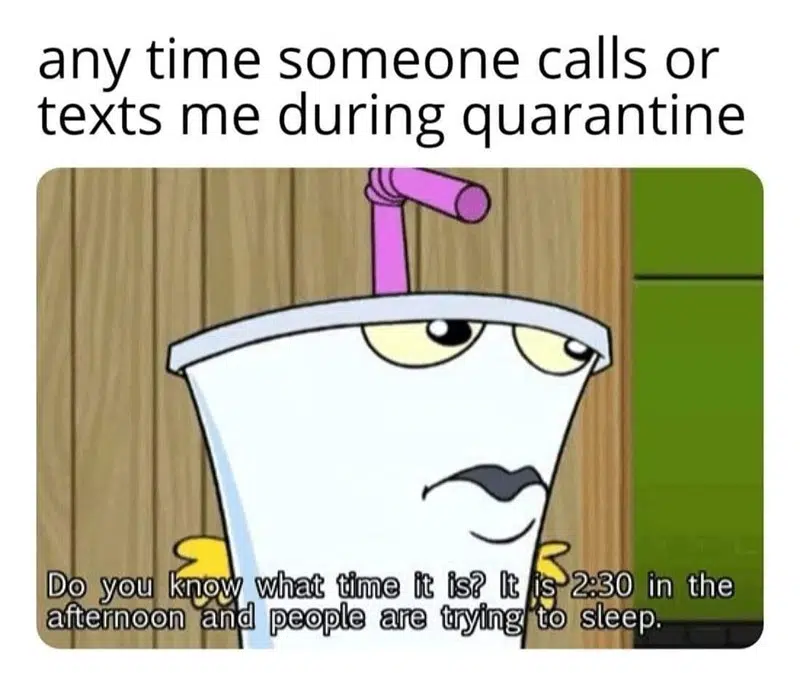 any time someone calls or
texts me during quarantine
Do you know what time it is? It is 2:30 in the
afternoon and people are trying to sleep.